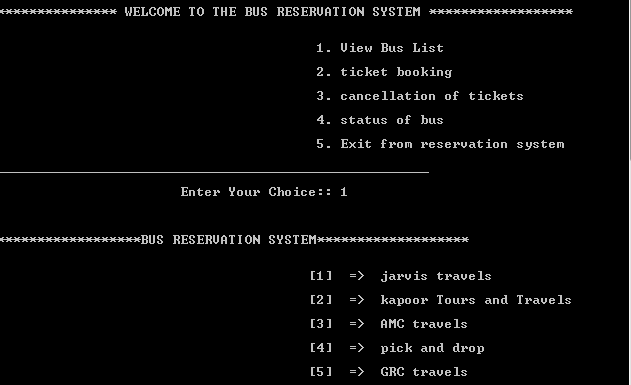 *************** WELCOME TO THE BUS RESERVATION SYSTEM ******************
1. View Bus List
2. ticket booking
3. cancellation of tickets
4. status of bus
5. Exit from reservation system
Enter Your Choice:: 1
******************BUS RESERVATION SYSTEM*******************
[1] => jarvis travels
[2] => kapoor Tours and Travels
[3] => AMC travels
[4] => pick and drop
[5] => GRC travels